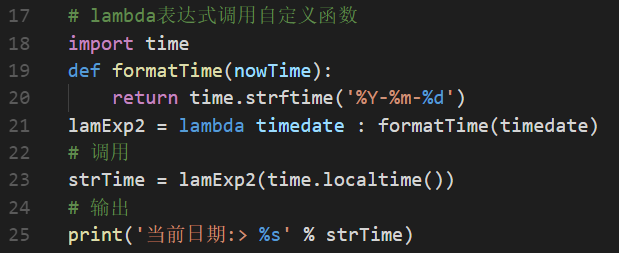 17 # lambda表达式调用自定义函数
18 import time
19 def formatTime(nowTime):
20     return time.strftime('%Y-%m-%d')
21 lamExp2 = lambda timedate : formatTime(timedate)
22 # 调用
23 strTime = lamExp2(time.localtime())
24 # 输出
25 print('当前日期:> %s' % strTime)